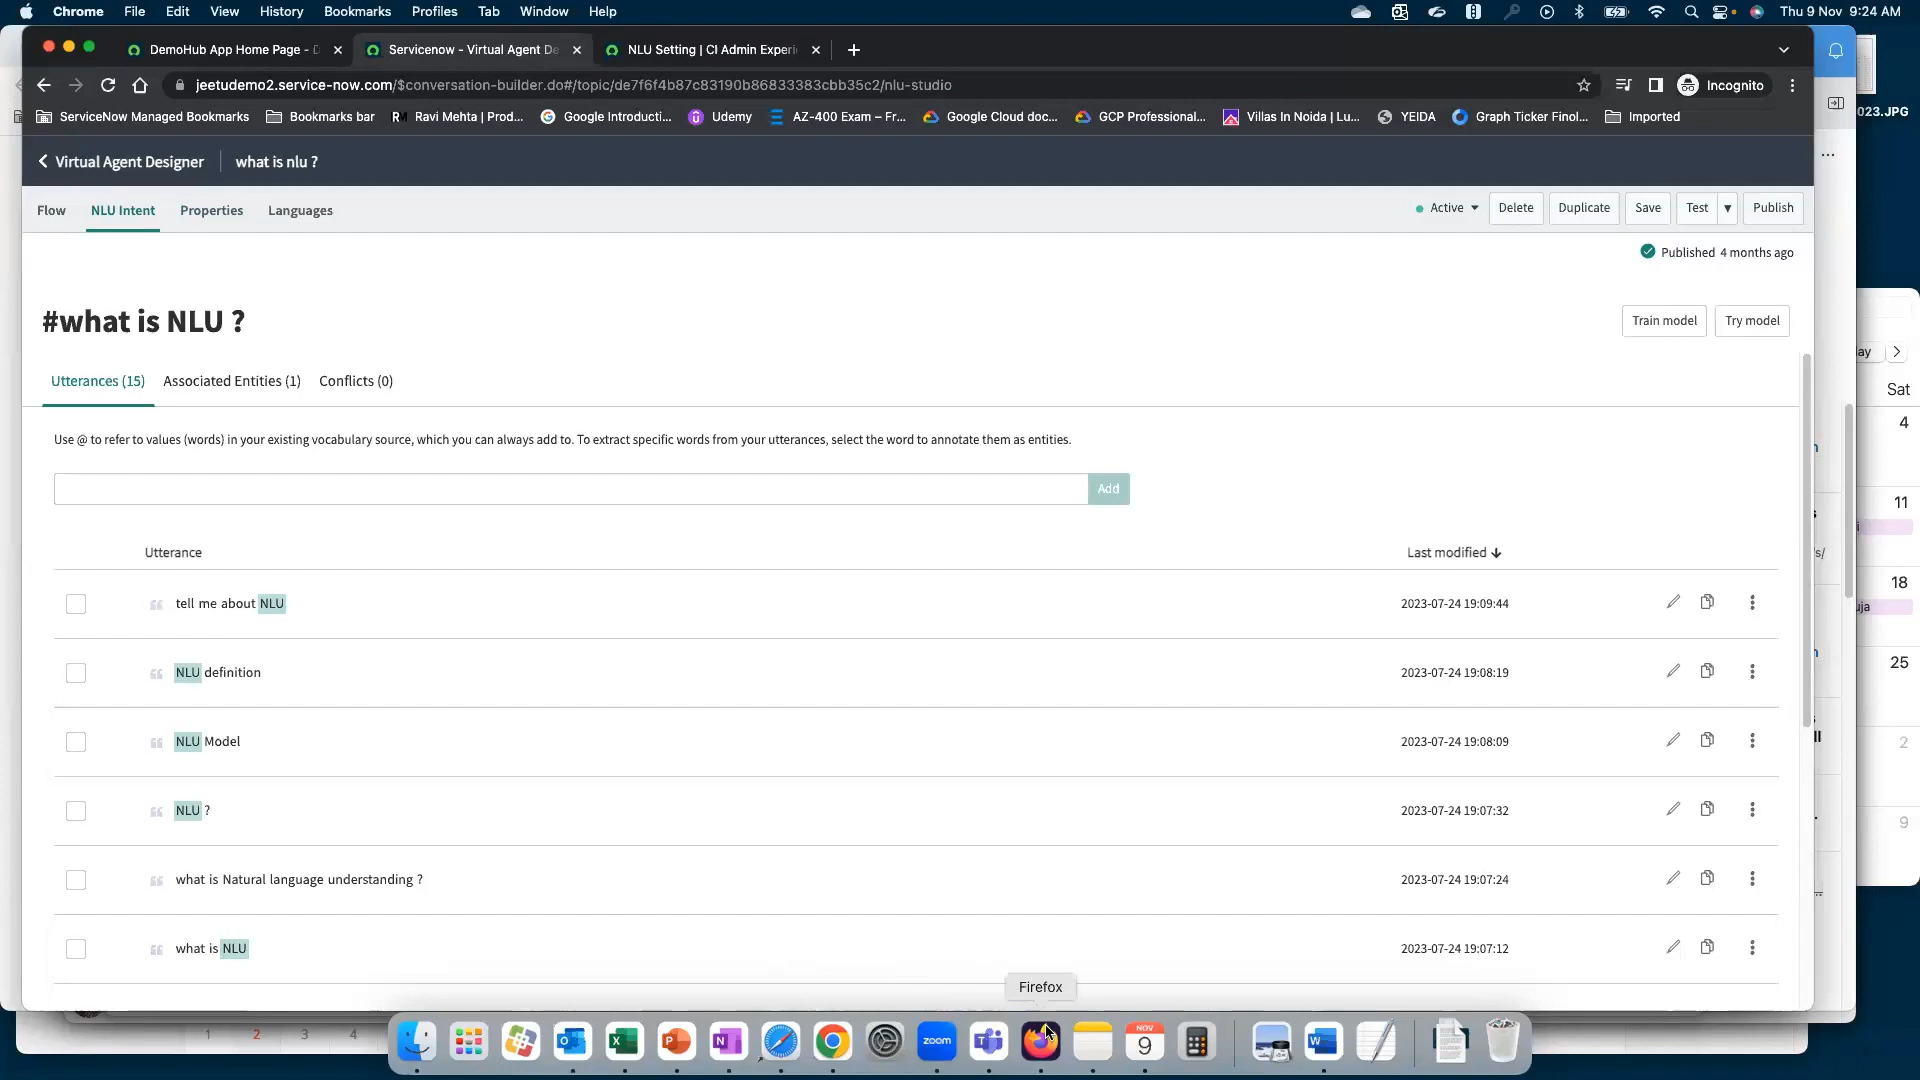 Chrome File Edit View History Bookmarks Profiles Tab Window Help
Thu 9 Nov 9:24 AM
DemoHub App Home Page -
Servicenow - Virtual Agent De
NLU Setting | CI Admin Experi
jeetudemo2.service-now.com/$conversation-builder.do#/topic/de7f6f4b87c83190b86833383cbb35c2/nlu-studio
Incognito
ServiceNow Managed Bookmarks
Bookmarks bar
Ravi Mehta | Prod...
Google Introducti...
Udemy
AZ-400 Exam – Fr...
Google Cloud doc...
GCP Professional...
Villas In Noida | Lu...
YEIDA
Graph Ticker Finol...
Imported
023.JPG
Virtual Agent Designer
what is nlu ?
Flow
NLU Intent
Properties
Languages
Active
Delete
Duplicate
Save
Test
Publish
Published 4 months ago
#what is NLU ?
Train model
Try model
Utterances (15)
Associated Entities (1)
Conflicts (0)
Use @ to refer to values (words) in your existing vocabulary source, which you can always add to. To extract specific words from your utterances, select the word to annotate them as entities.
Add
Utterance
Last modified
tell me about NLU
2023-07-24 19:09:44
NLU definition
2023-07-24 19:08:19
NLU Model
2023-07-24 19:08:09
NLU ?
2023-07-24 19:07:32
what is Natural language understanding ?
2023-07-24 19:07:24
what is NLU
2023-07-24 19:07:12
Firefox
ay
Sat
4
11
18
uja
25
2
9
1 2 3 4
zoom
NOV
9